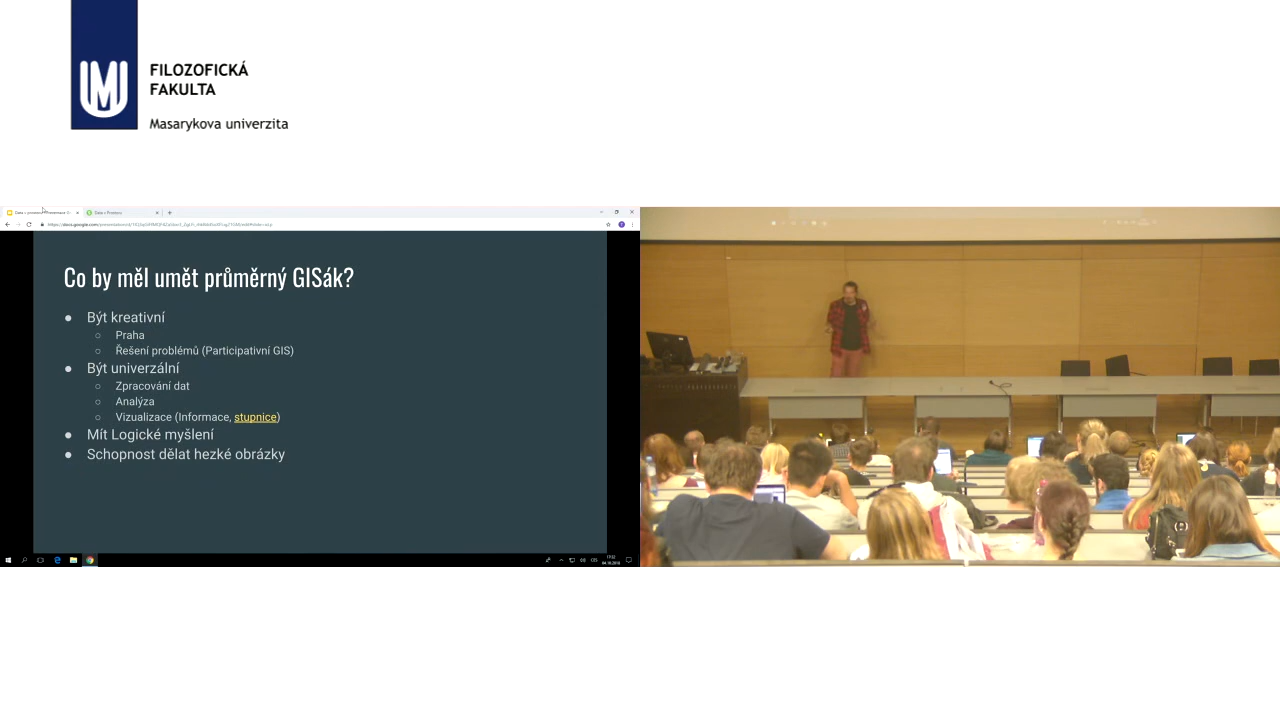 FILOZOFICKÁ
FAKULTA
Masarykova univerzita
Co by měl umět průměrný GISák?
● Být kreativní
○ Praha
○ Řešení problémů (Participativní GIS)
● Být univerzální
○ Zpracování dat
○ Analýza
○ Vizualizace (Informace, stupnice)
● Mít Logické myšlení
● Schopnost dělat hezké obrázky